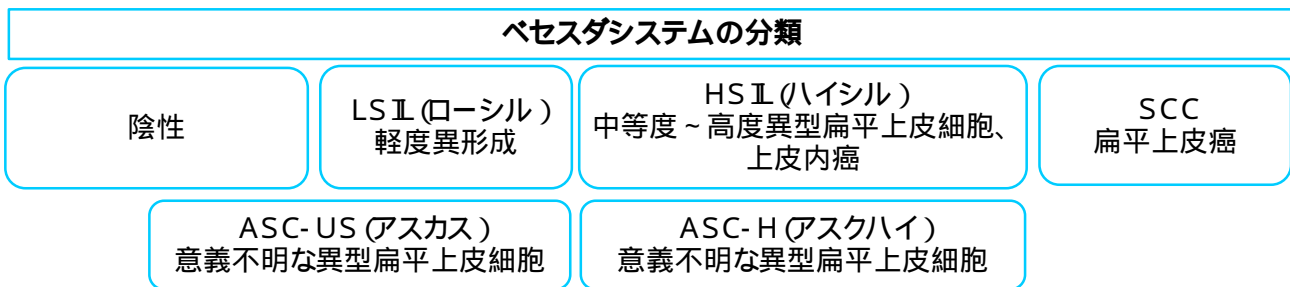 ベセスダシステムの分類
陰性
LSIL(ローシル)
軽度異形成
HSIL(ハイシル)
中等度~高度異型扁平上皮細胞、
上皮内癌
SCC
扁平上皮癌
ASC-US(アスカス)
意義不明な異型扁平上皮細胞
ASC-H(アスクハイ)
意義不明な異型扁平上皮細胞